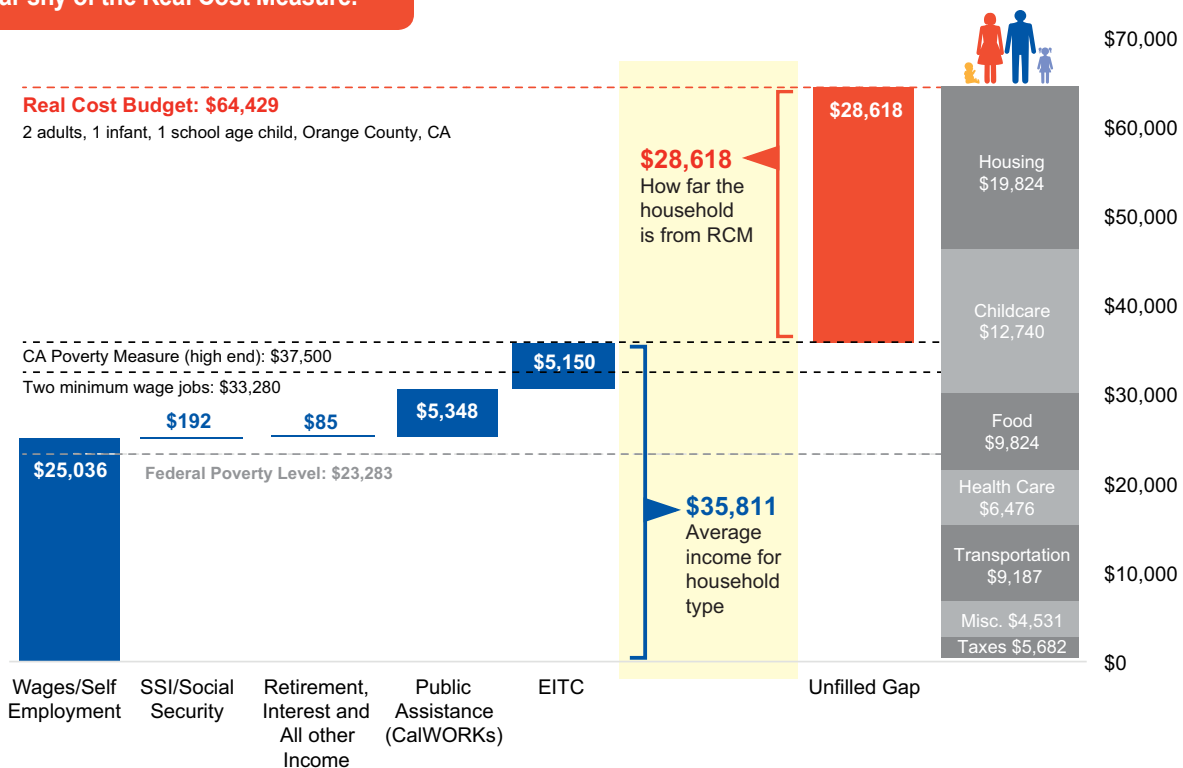 shy of the Real Cost Measure.
$70,000
Real Cost Budget: $64,429
2 adults, 1 infant, 1 school age child, Orange County, CA
$28,618
How far the
household
is from RCM
$28,618
Housing
$19,824
$60,000
$50,000
Childcare
$12,740
$40,000
CA Poverty Measure (high end): $37,500
Two minimum wage jobs: $33,280
$5,150
$30,000
$192
$85
$5,348
Food
$9,824
$25,036
Federal Poverty Level: $23,283
Health Care
$6,476
$20,000
$35,811
Average
income for
household
type
Transportation
$9,187
$10,000
Misc. $4,531
Taxes $5,682
$0
Wages/Self
Employment
SSI/Social
Security
Retirement,
Interest and
All other
Income
Public
Assistance
(CalWORKs)
EITC
Unfilled Gap